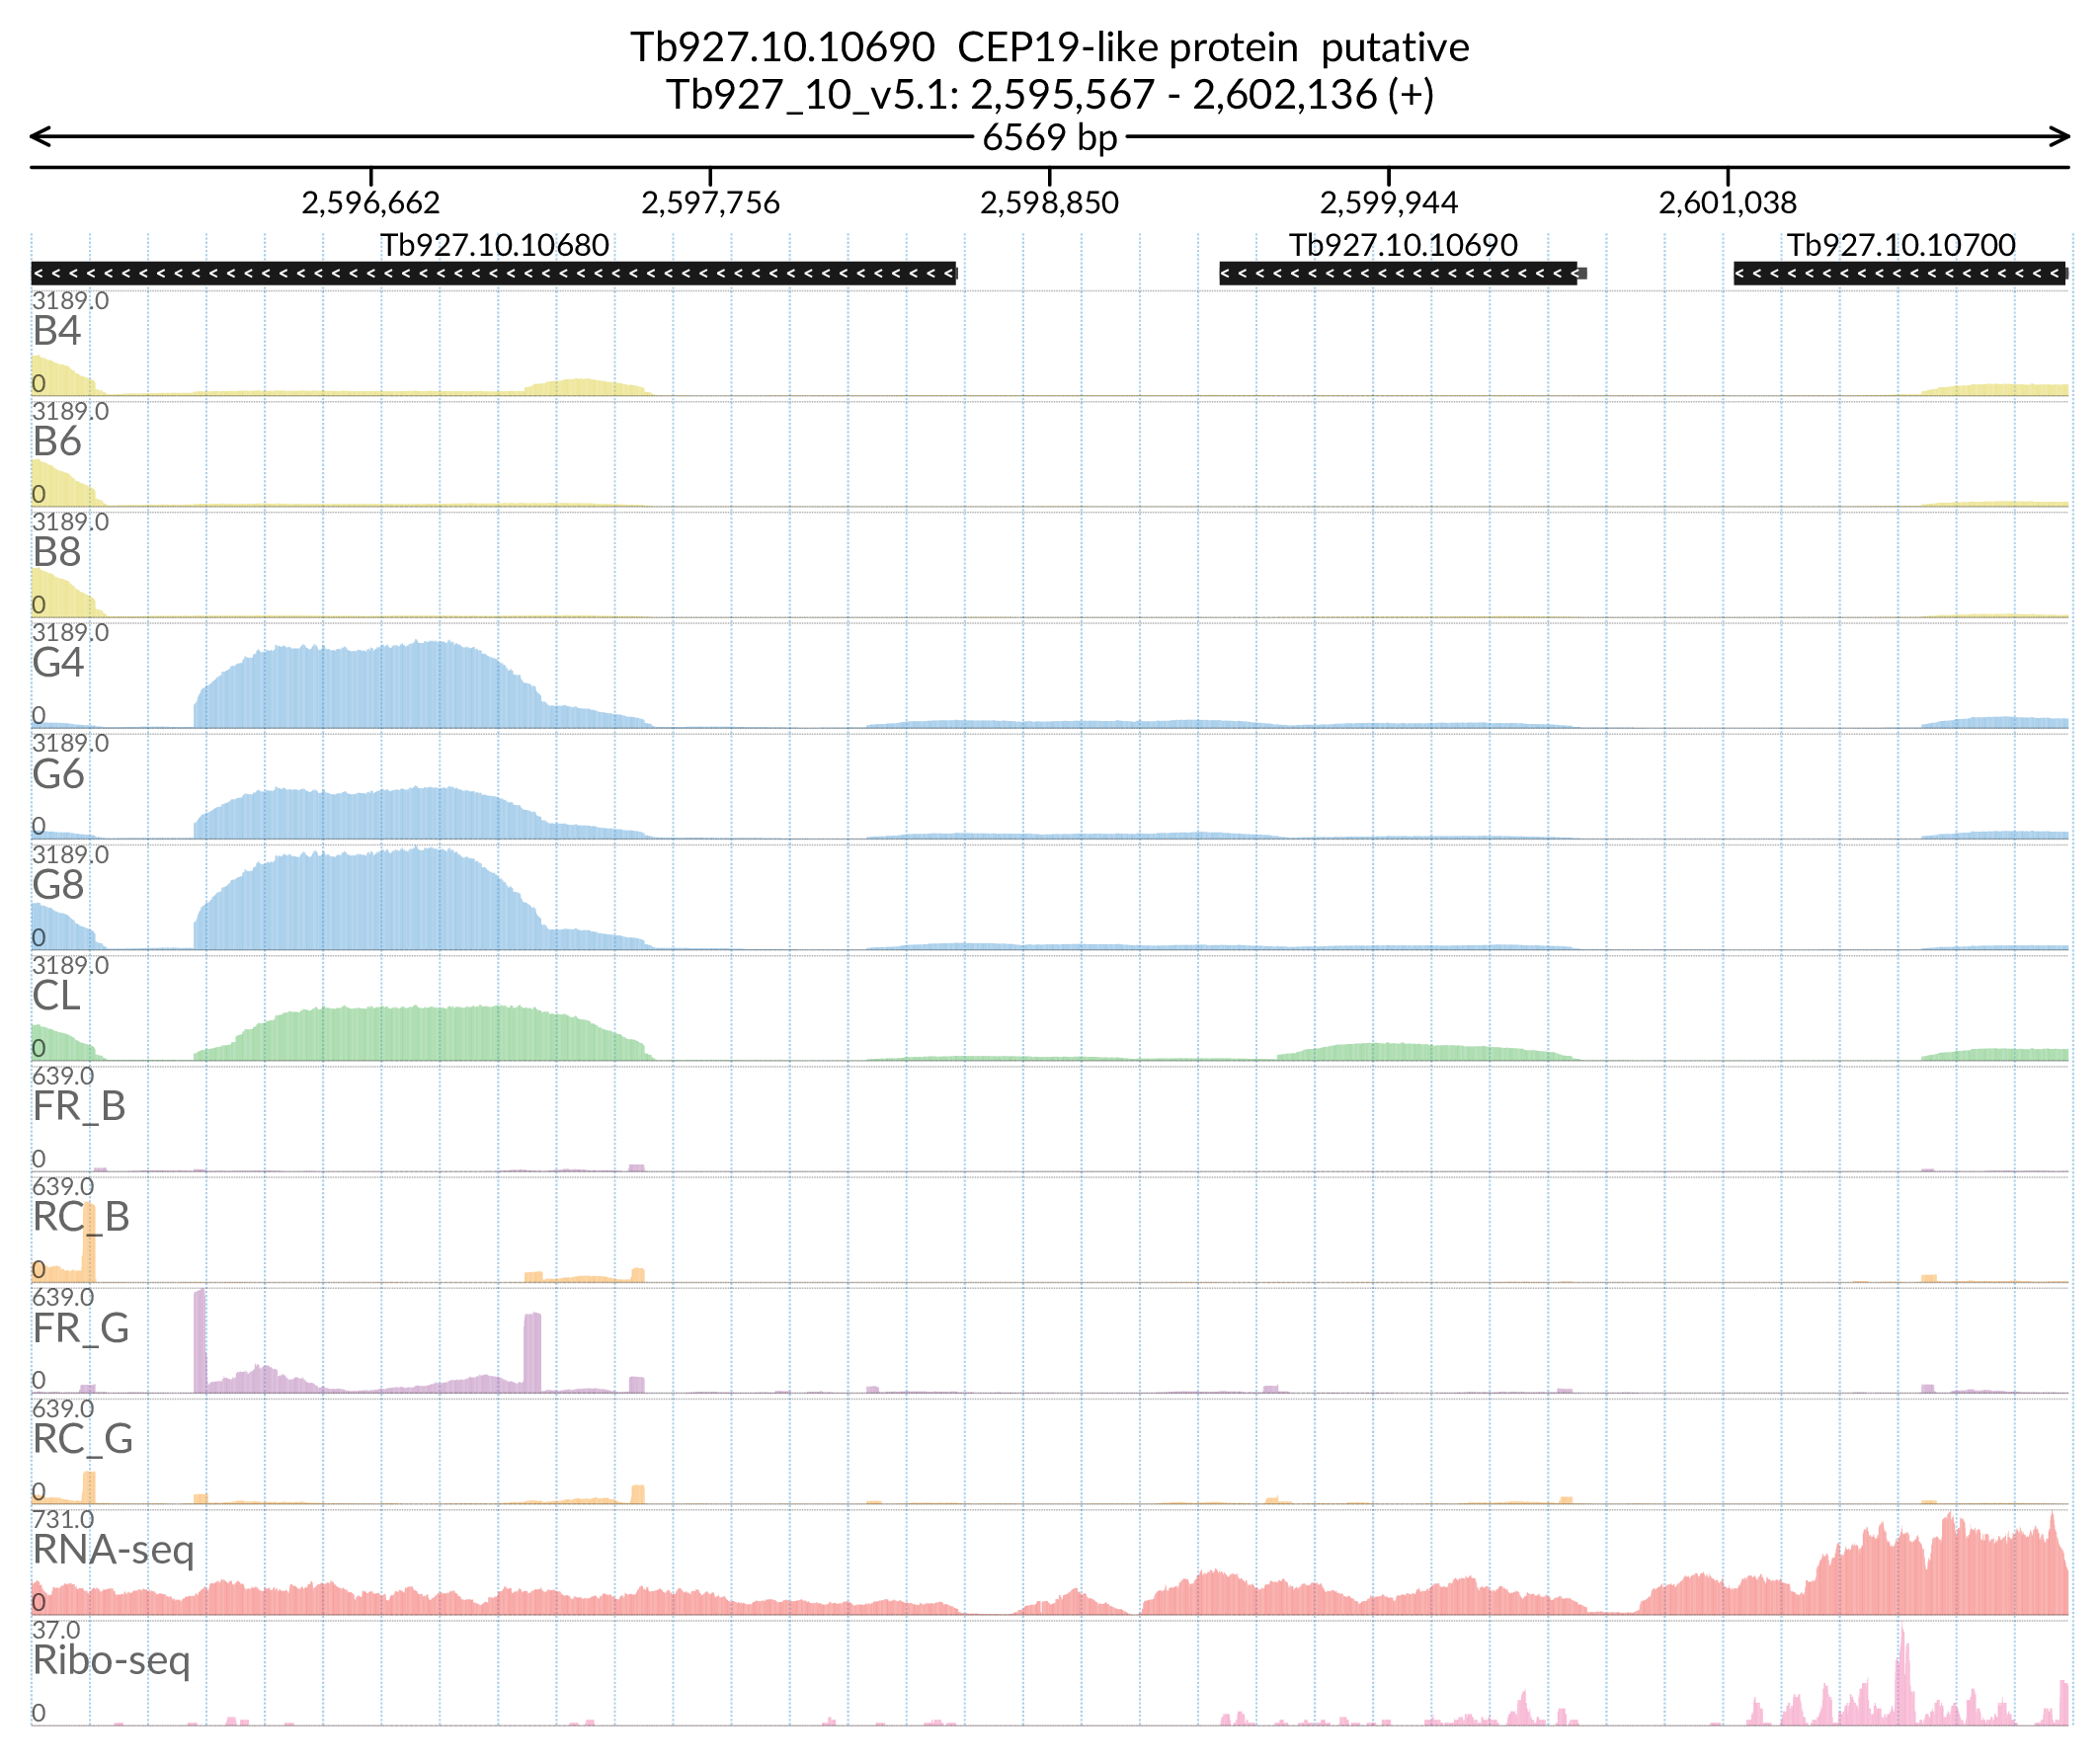 Tb927.10.10690 CEP19-like protein putative
Tb927_10_v5.1: 2,595,567 - 2,602,136 (+)
6569 bp
2,596,662 2,597,756 2,598,850 2,599,944 2,601,038
Tb927.10.10680 Tb927.10.10690 Tb927.10.10700
3189.0
B4
0
3189.0
B6
0
3189.0
B8
0
3189.0
G4
0
3189.0
G6
0
3189.0
G8
0
3189.0
CL
0
639.0
FR_B
0
639.0
RC_B
0
639.0
FR_G
0
639.0
RC_G
0
731.0
RNA-seq
0
37.0
Ribo-seq
0